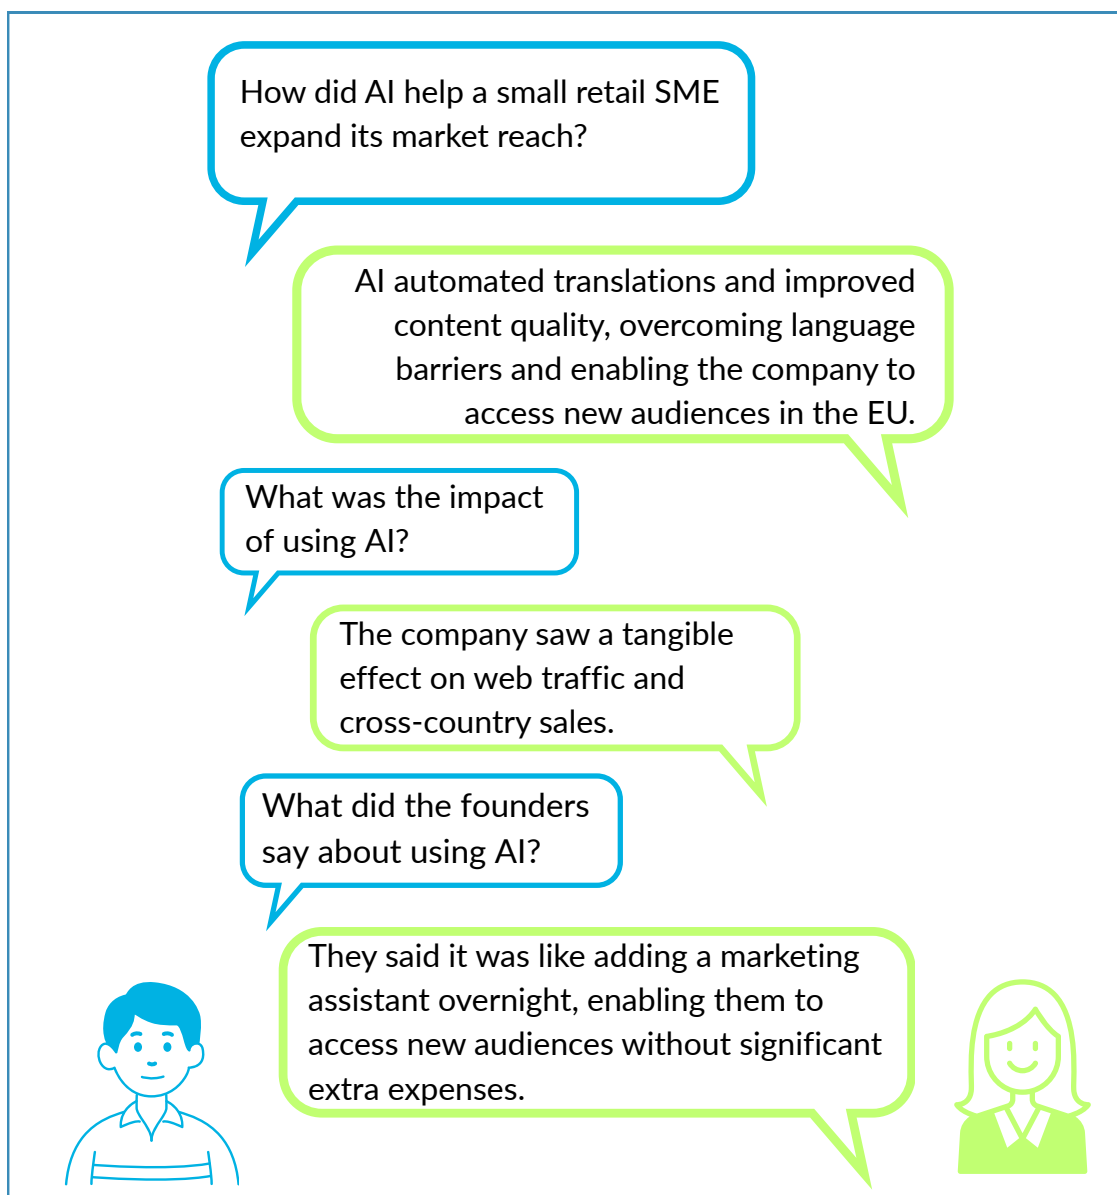 How did AI help a small retail SME
expand its market reach?
AI automated translations and improved
content quality, overcoming language
barriers and enabling the company to
access new audiences in the EU.
What was the impact
of using AI?
The company saw a tangible
effect on web traffic and
cross-country sales.
What did the founders
say about using AI?
They said it was like adding a marketing
assistant overnight, enabling them to
access new audiences without significant
extra expenses.